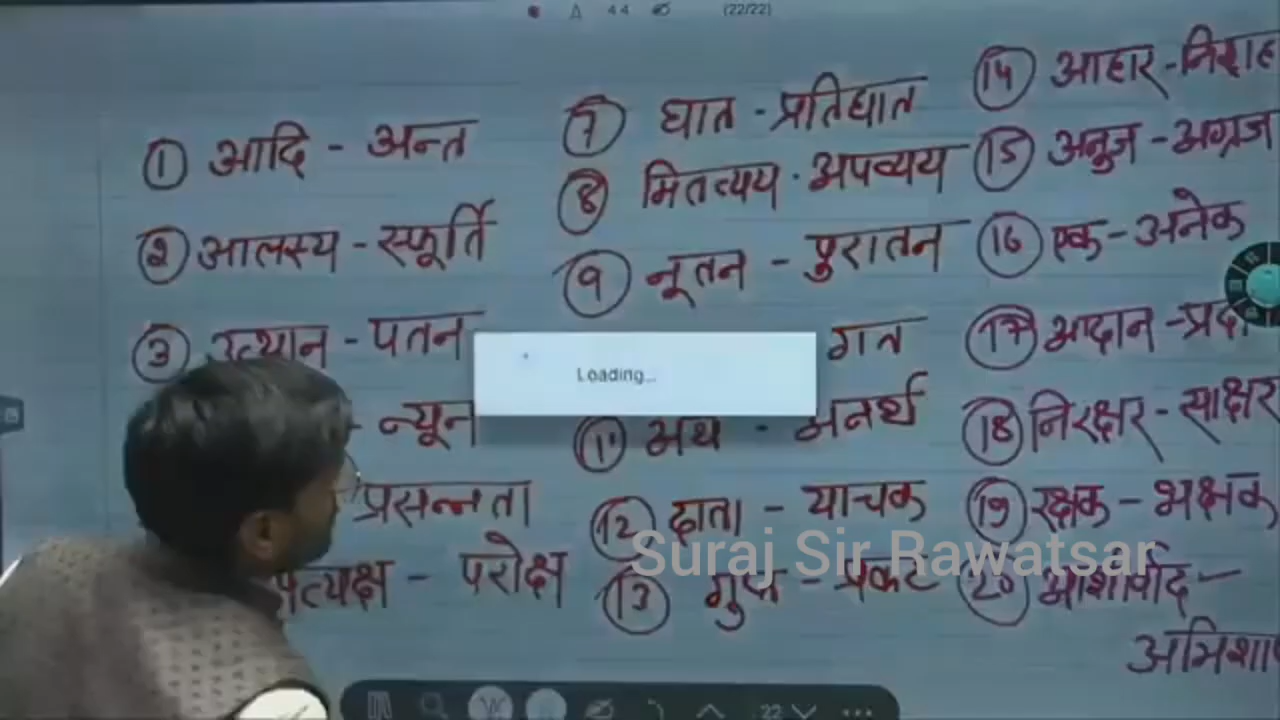 (22/22)
① आदि - अन्त
② आलस्य - स्फूर्ति
③ उत्थान - पतन
- न्यून
प्रसन्नता
प्रत्यक्ष - परोक्ष
⑦ घात - प्रतिघात
⑧ मितव्यय - अपव्यय
⑨ नूतन - पुरातन
गत
⑪ अर्थ - अनर्थ
⑫ दाता - याचक
⑬ गुप्त - प्रकट
⑭ आहार - निराह
⑮ अनुज - अग्रज
⑯ एक - अनेक
⑰ आदान - प्रदा
⑱ निरक्षर - साक्षर
⑲ रक्षक - भक्षक
⑳ आशीर्वाद -
अभिशाप
Loading...
Suraj Sir Rawatsar
22